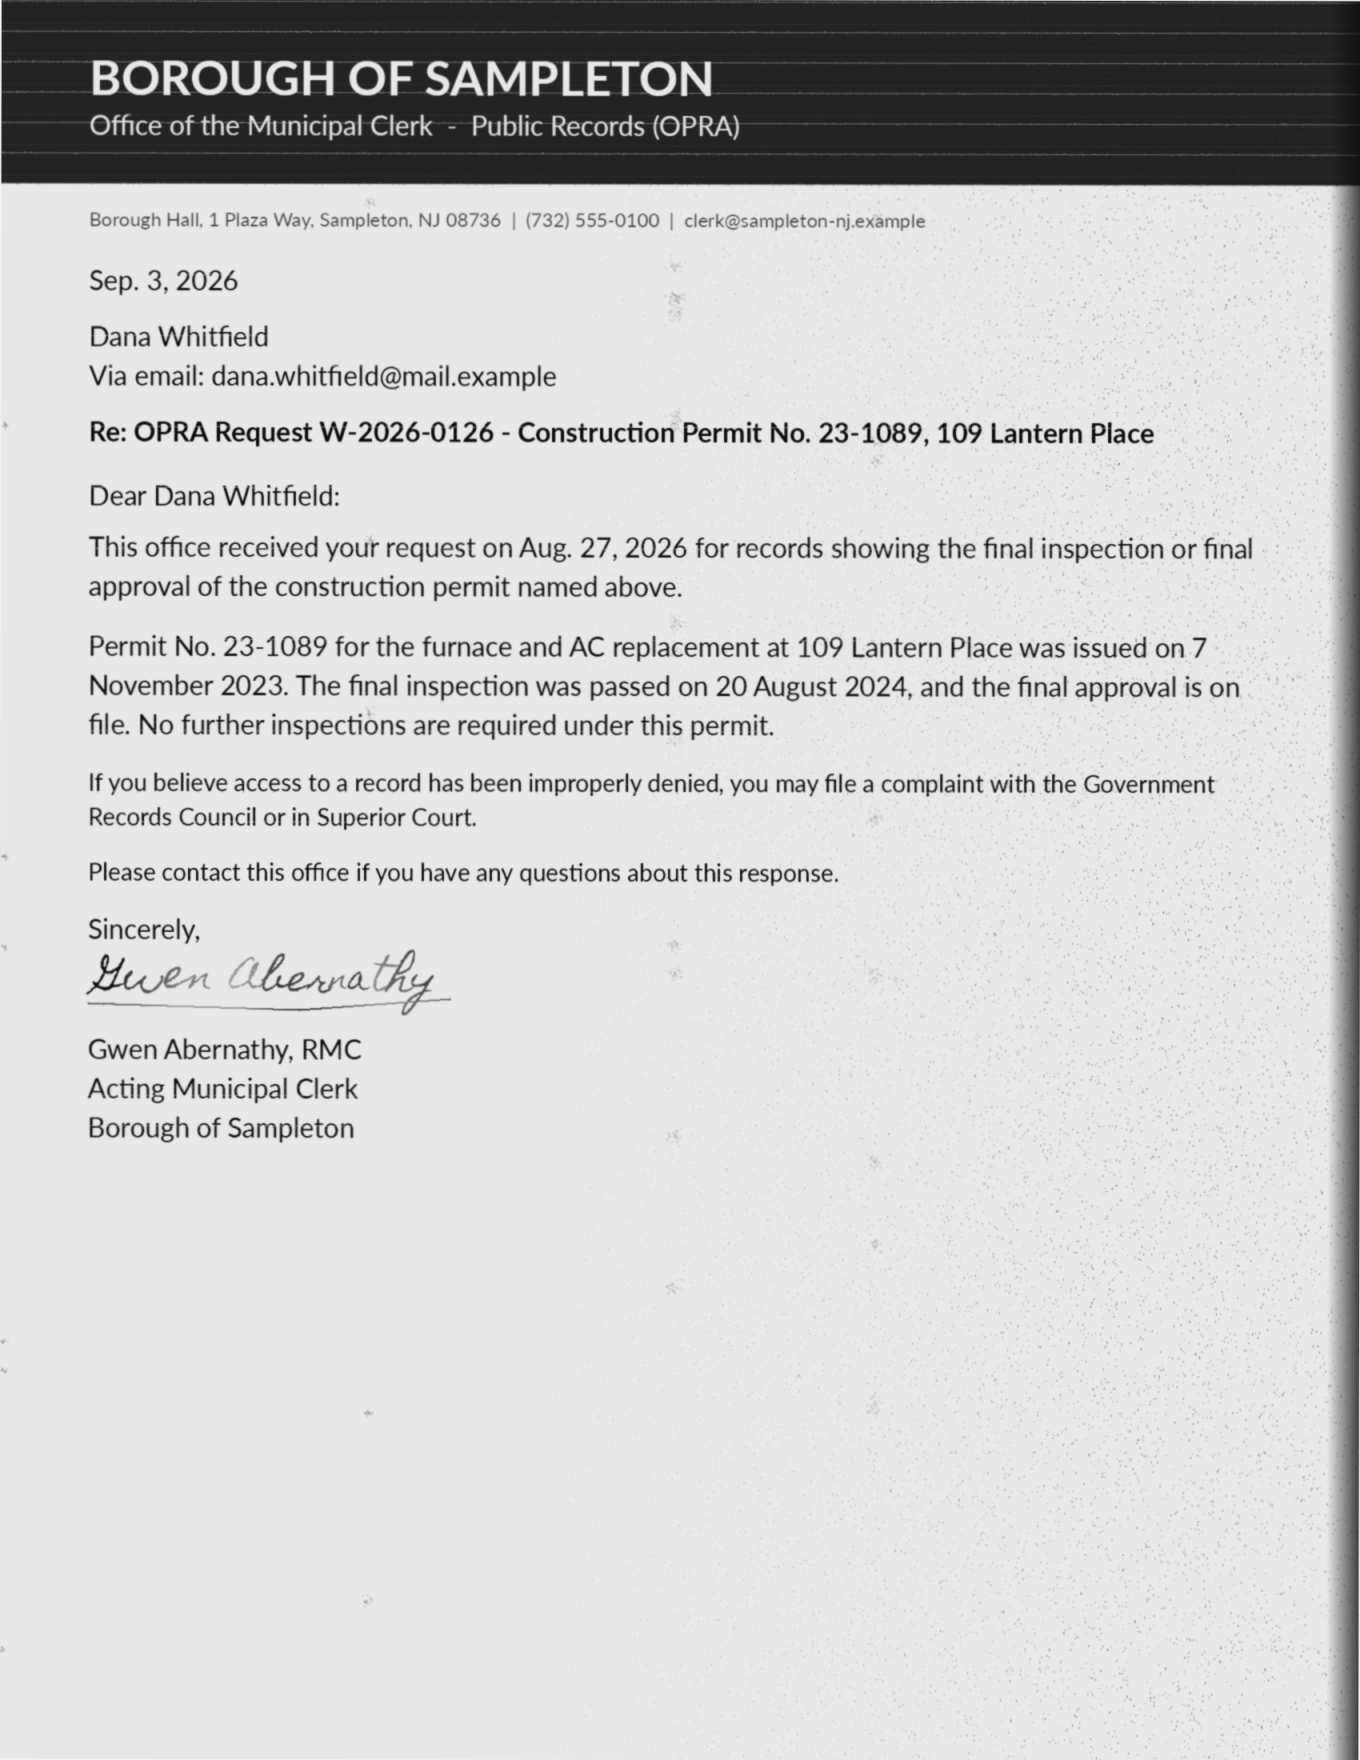 BOROUGH OF SAMPLETON
Office of the Municipal Clerk - Public Records (OPRA)
Borough Hall, 1 Plaza Way, Sampleton, NJ 08736 | (732) 555-0100 | clerk@sampleton-nj.example
Sep. 3, 2026
Dana Whitfield
Via email: dana.whitfield@mail.example
Re: OPRA Request W-2026-0126 - Construction Permit No. 23-1089, 109 Lantern Place
Dear Dana Whitfield:
This office received your request on Aug. 27, 2026 for records showing the final inspection or final
approval of the construction permit named above.
Permit No. 23-1089 for the furnace and AC replacement at 109 Lantern Place was issued on 7
November 2023. The final inspection was passed on 20 August 2024, and the final approval is on
file. No further inspections are required under this permit.
If you believe access to a record has been improperly denied, you may file a complaint with the Government
Records Council or in Superior Court.
Please contact this office if you have any questions about this response.
Sincerely,
Gwen Abernathy
Gwen Abernathy, RMC
Acting Municipal Clerk
Borough of Sampleton